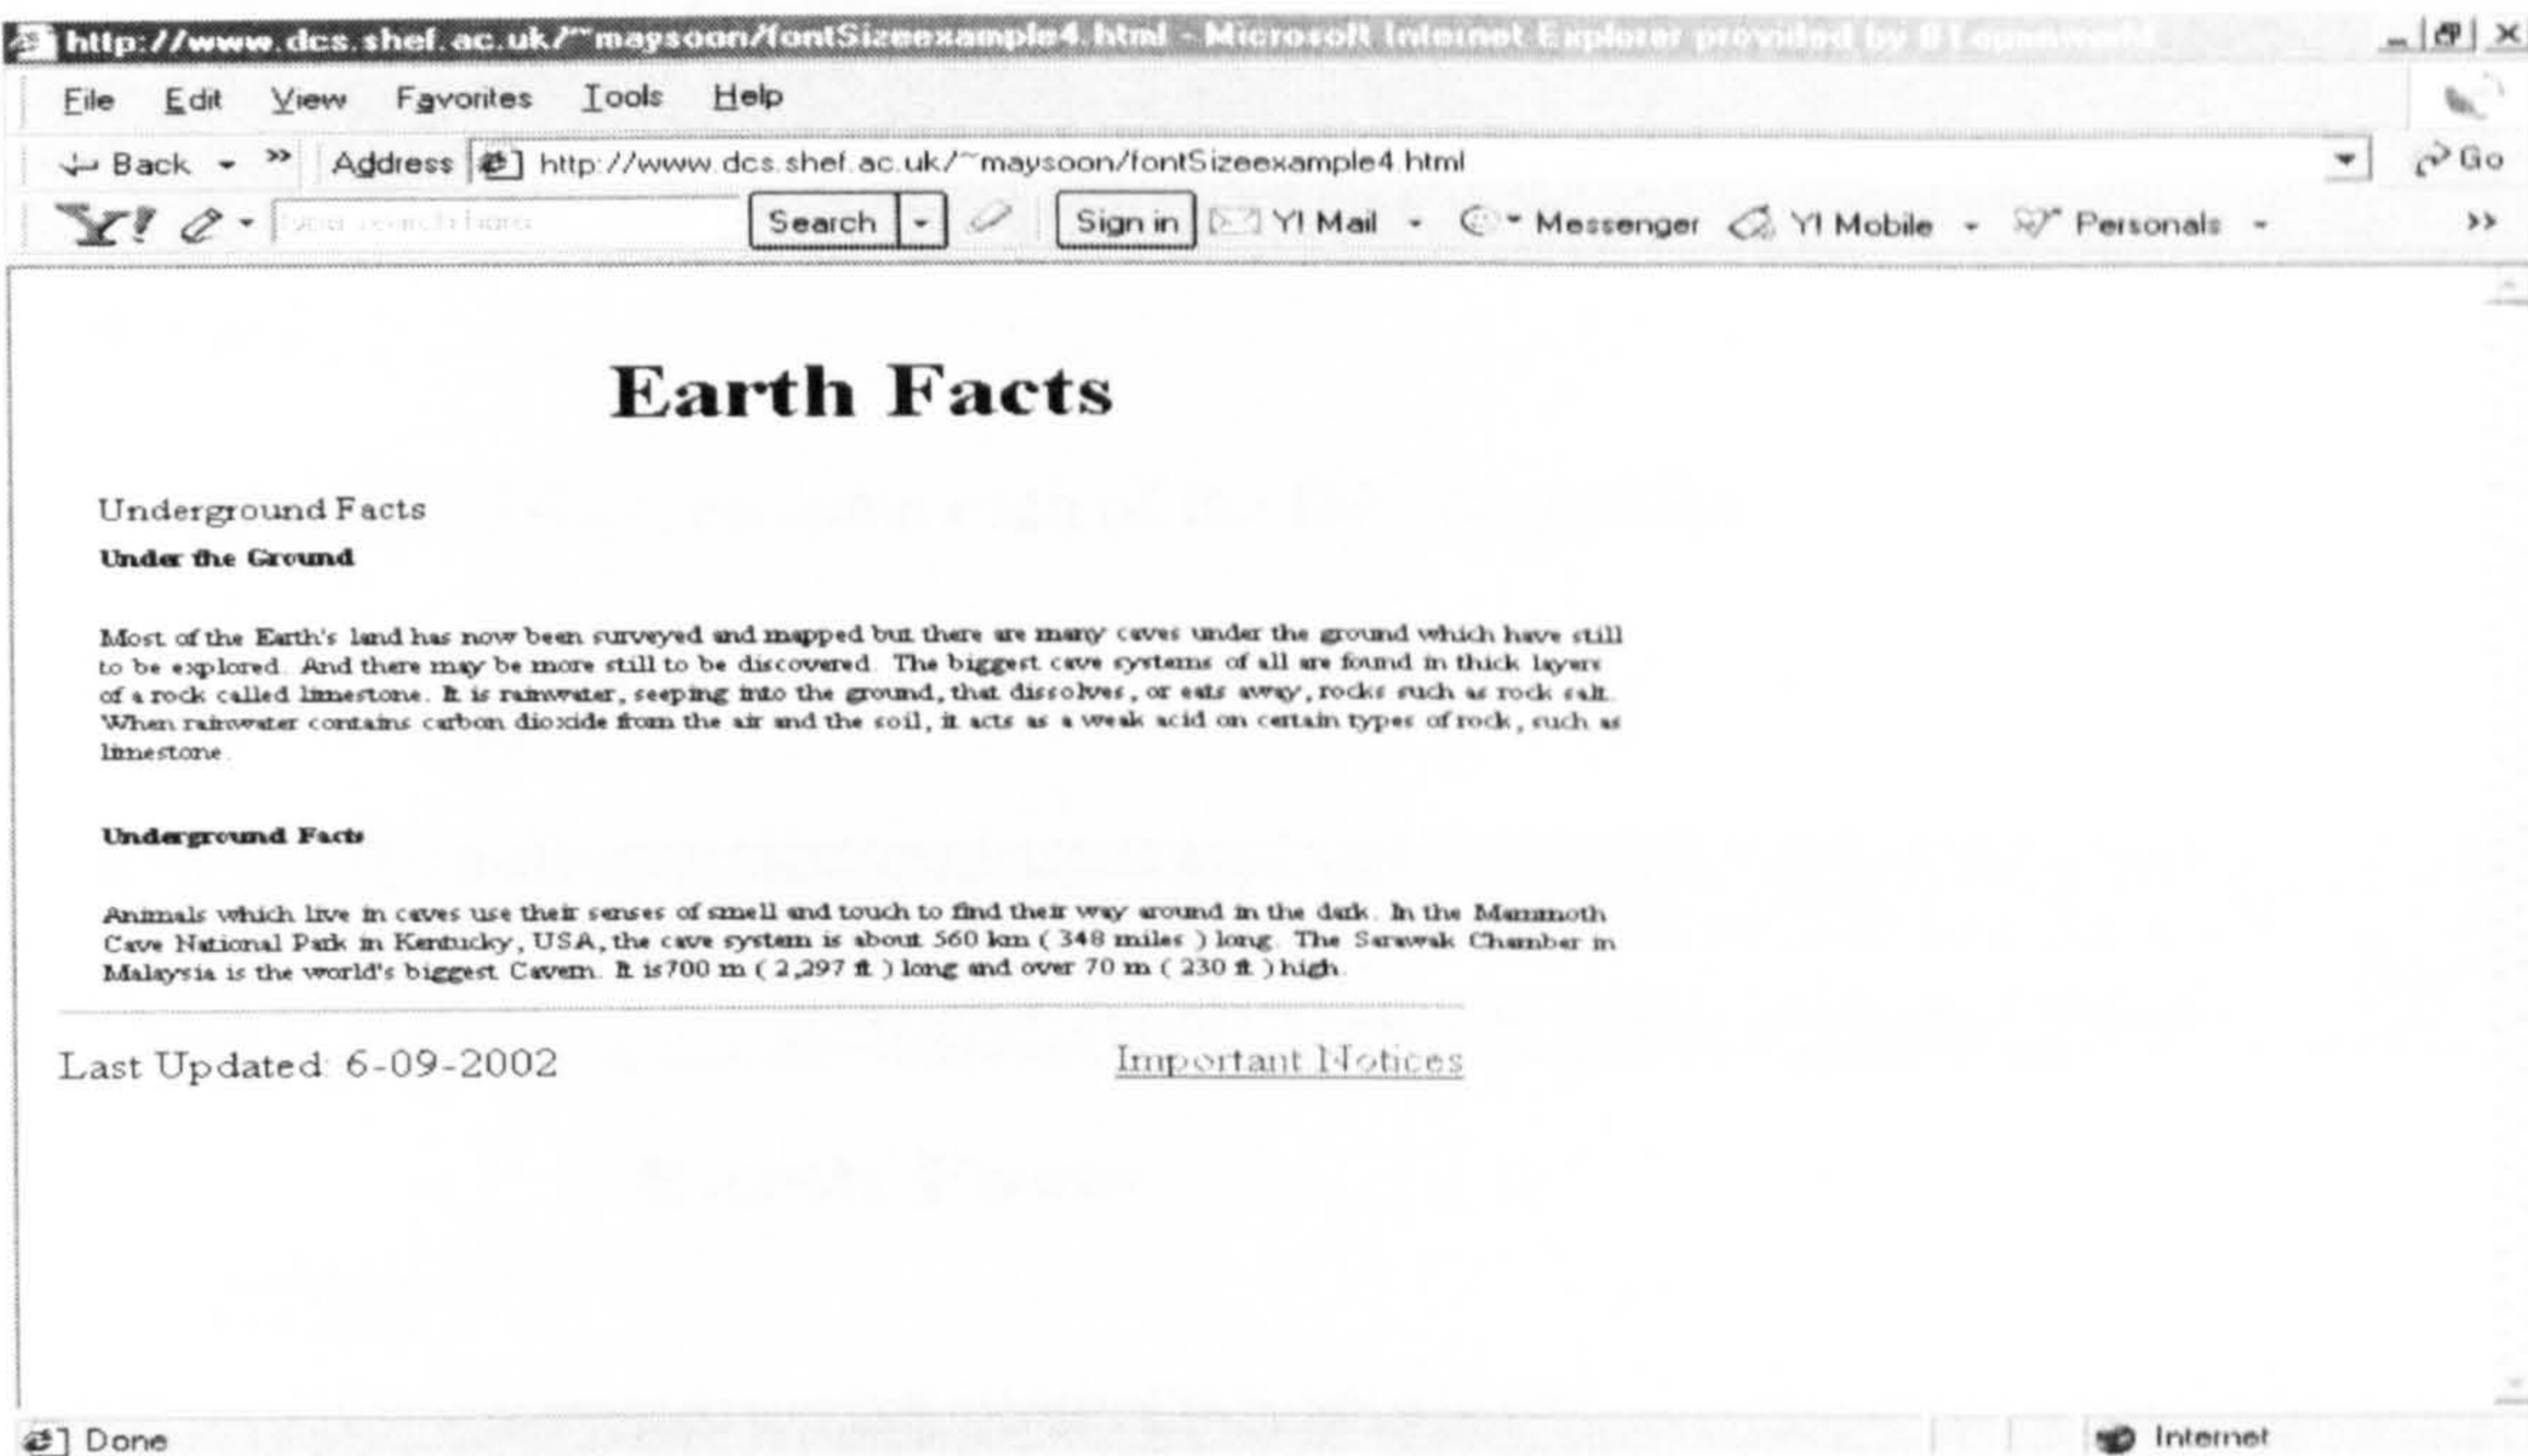 http://www.dcs.shef.ac.uk/~maysoon/fontSizeexample4.html - Microsoft Internet Explorer provided by BTopenworld
File Edit View Favorites Tools Help
Back Address http://www.dcs.shef.ac.uk/~maysoon/fontSizeexample4.html Go
Y! Search Sign in Y! Mail Messenger Y! Mobile Personals
Earth Facts
Underground Facts
Under the Ground
Most of the Earth's land has now been surveyed and mapped but there are many caves under the ground which have still
to be explored. And there may be more still to be discovered. The biggest cave systems of all are found in thick layers
of a rock called limestone. It is rainwater, seeping into the ground, that dissolves, or eats away, rocks such as rock salt.
When rainwater contains carbon dioxide from the air and the soil, it acts as a weak acid on certain types of rock, such as
limestone.
Underground Facts
Animals which live in caves use their senses of smell and touch to find their way around in the dark. In the Mammoth
Cave National Park in Kentucky, USA, the cave system is about 560 km ( 348 miles ) long. The Sarawak Chamber in
Malaysia is the world's biggest Cavern. It is700 m ( 2,297 ft ) long and over 70 m ( 230 ft ) high.
Last Updated: 6-09-2002 Important Notices
Done Internet